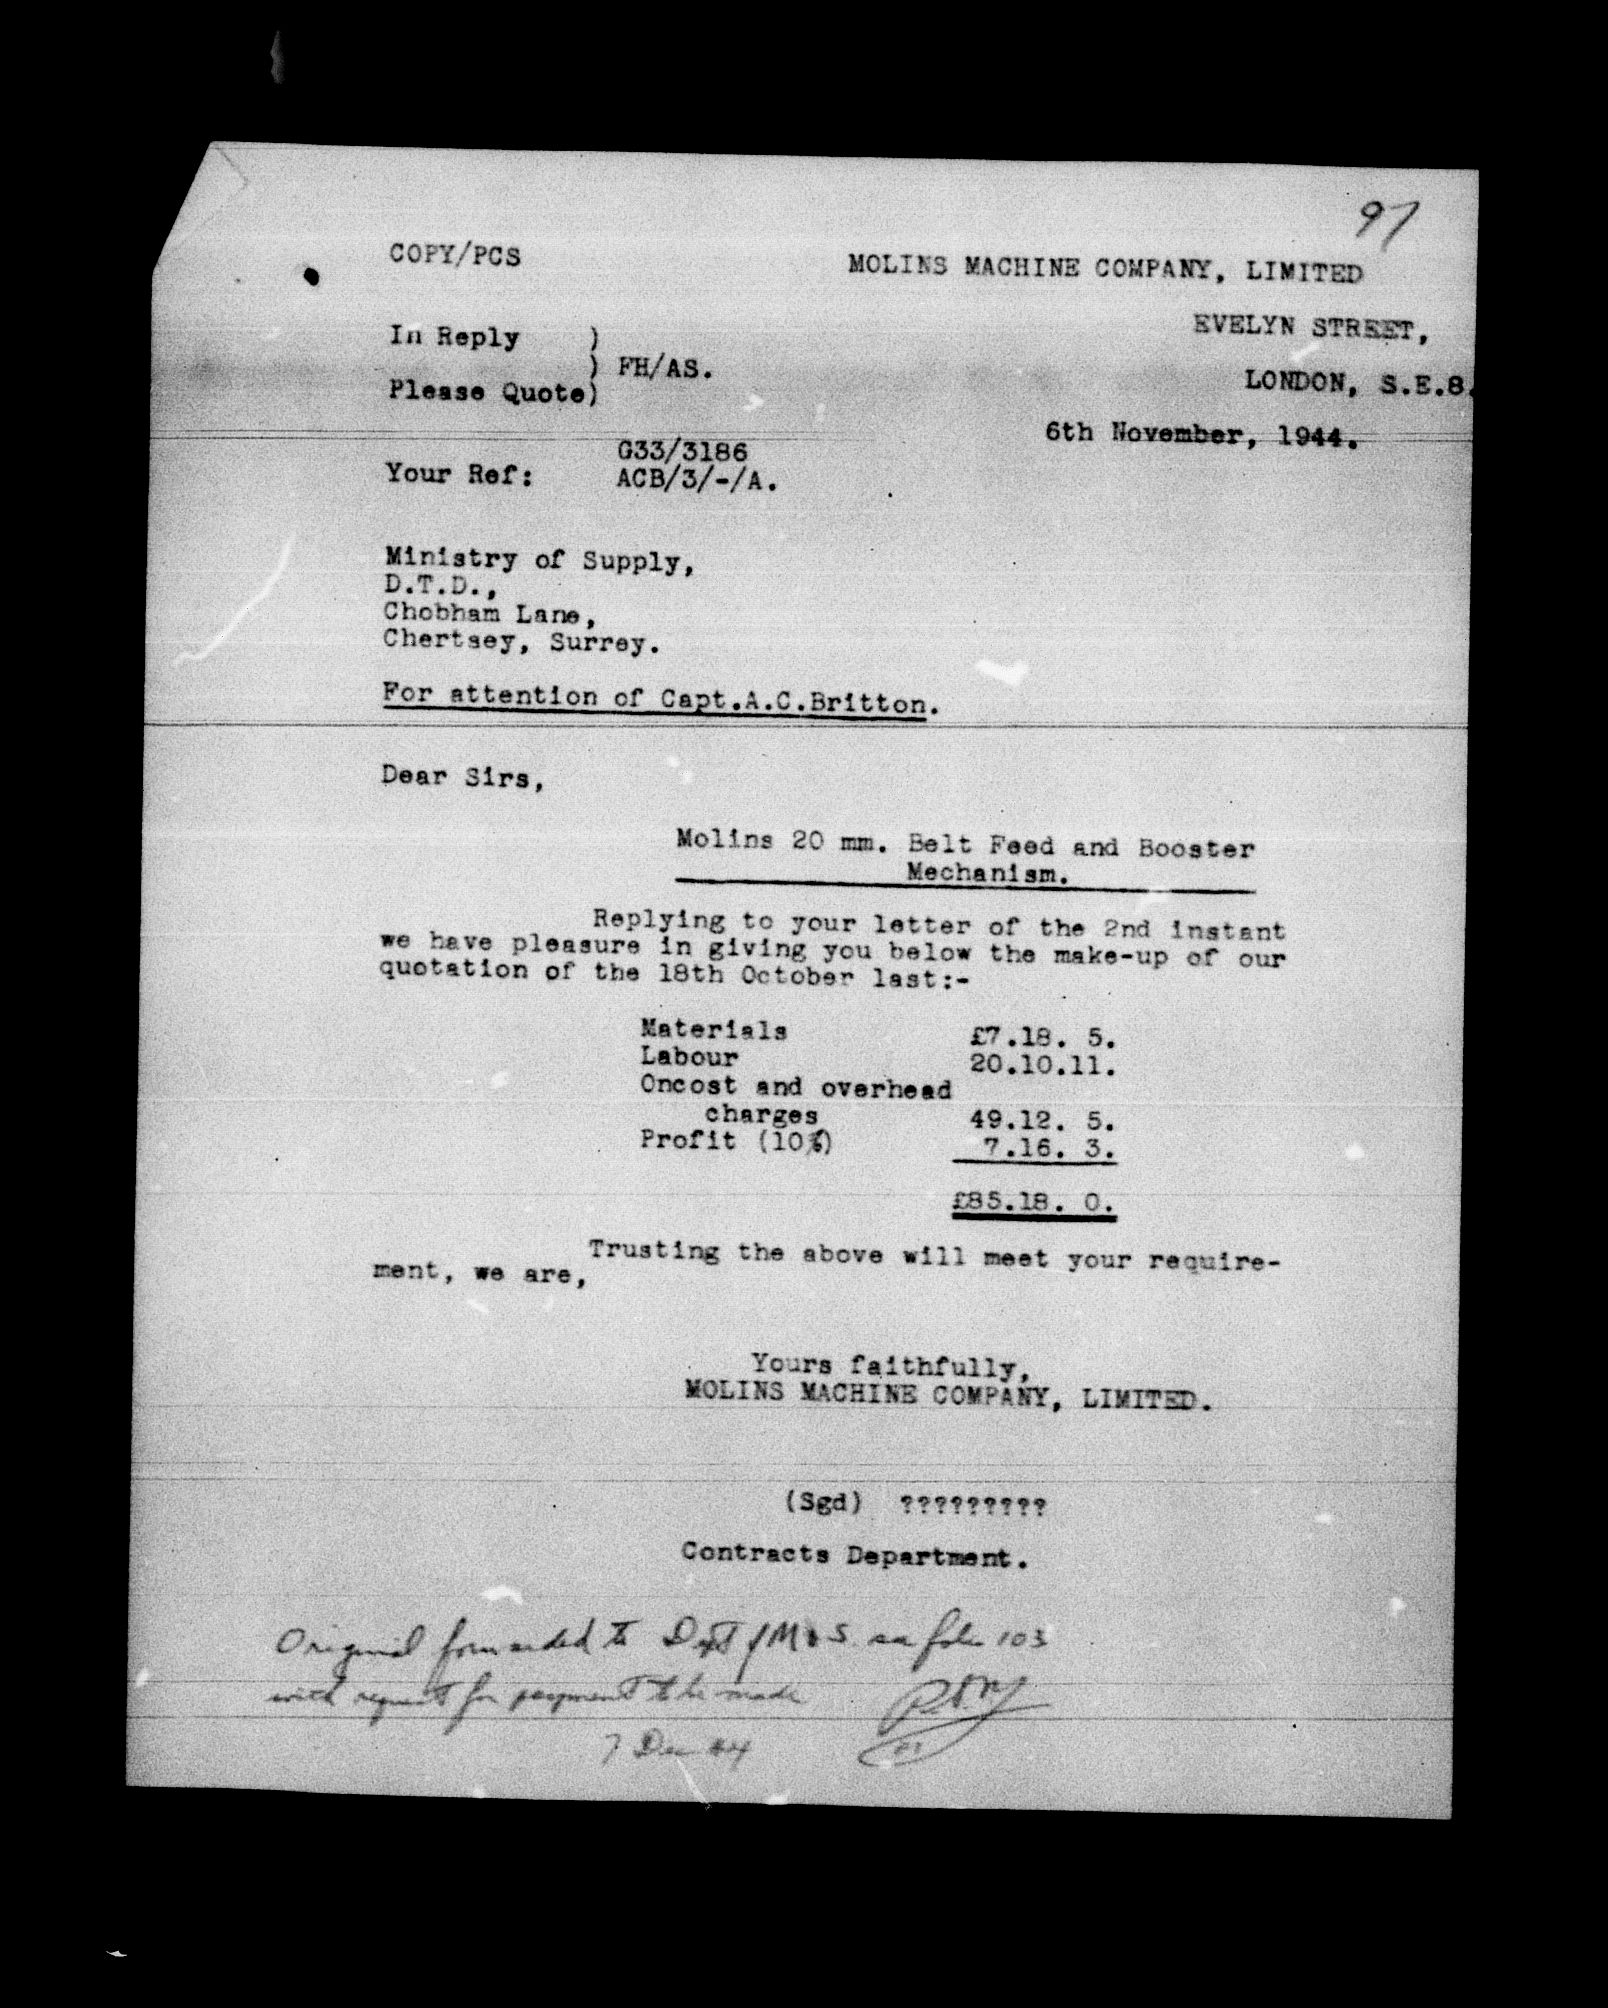 97
COPY/PCS
MOLINS MACHINE COMPANY, LIMITED
EVELYN STREET,
LONDON, S.E.8.
6th November, 1944.
In Reply )
) FH/AS.
Please Quote)
G33/3186
Your Ref: ACB/3/-/A.
Ministry of Supply,
D.T.D.,
Chobham Lane,
Chertsey, Surrey.
For attention of Capt.A.C.Britton.
Dear Sirs,
Molins 20 mm. Belt Feed and Booster
Mechanism.
Replying to your letter of the 2nd instant
we have pleasure in giving you below the make-up of our
quotation of the 18th October last:-
Materials £7.18. 5.
Labour 20.10.11.
Oncost and overhead
charges 49.12. 5.
Profit (10%) 7.16. 3.
£85.18. 0.
Trusting the above will meet your require-
ment, we are,
Yours faithfully,
MOLINS MACHINE COMPANY, LIMITED.
(Sgd) ?????????
Contracts Department.
Original forwarded to Dept of M & S. see folio 103
with request for payment to be made
7 Dec 44